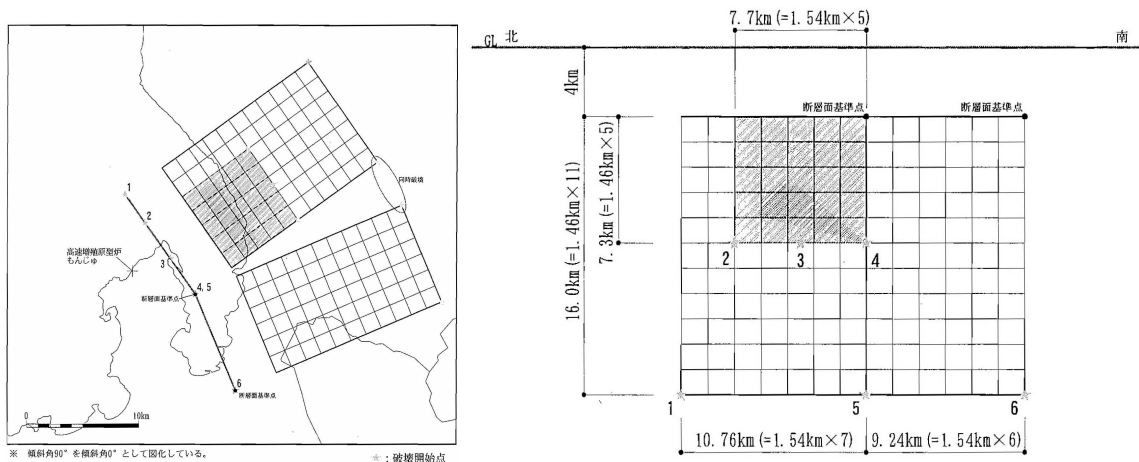 1
2
高速増殖原型炉
もんじゅ
3
4, 5
断層面基準点
同時破壊
6
断層面基準点
0
10km
※ 傾斜角90°を傾斜角0°として図化している。
★:破壊開始点
7.7km(=1.54km×5)
GL 北
南
4km
断層面基準点
断層面基準点
16.0km(=1.46km×11)
7.3km(=1.46km×5)
2
3
4
1
5
6
10.76km(=1.54km×7)
9.24km(=1.54km×6)